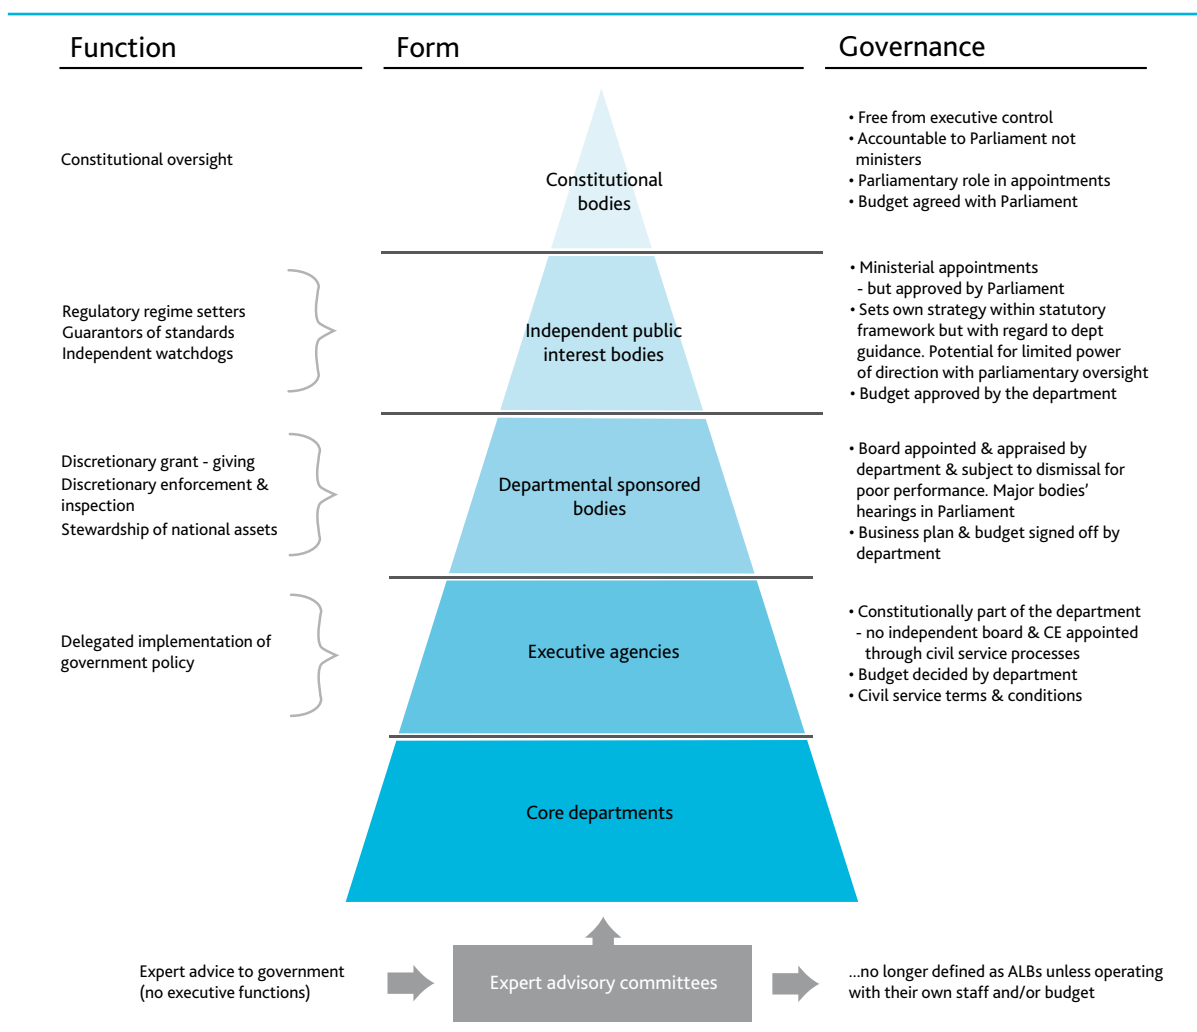 Function
Form
Governance
Constitutional oversight
Constitutional
bodies
• Free from executive control
• Accountable to Parliament not
ministers
• Parliamentary role in appointments
• Budget agreed with Parliament
Regulatory regime setters
Guarantors of standards
Independent watchdogs
Independent public
interest bodies
• Ministerial appointments
- but approved by Parliament
• Sets own strategy within statutory
framework but with regard to dept
guidance. Potential for limited power
of direction with parliamentary oversight
• Budget approved by the department
Discretionary grant - giving
Discretionary enforcement &
inspection
Stewardship of national assets
Departmental sponsored
bodies
• Board appointed & appraised by
department & subject to dismissal for
poor performance. Major bodies’
hearings in Parliament
• Business plan & budget signed off by
department
Delegated implementation of
government policy
Executive agencies
• Constitutionally part of the department
- no independent board & CE appointed
through civil service processes
• Budget decided by department
• Civil service terms & conditions
Core departments
Expert advice to government
(no executive functions)
Expert advisory committees
...no longer defined as ALBs unless operating
with their own staff and/or budget